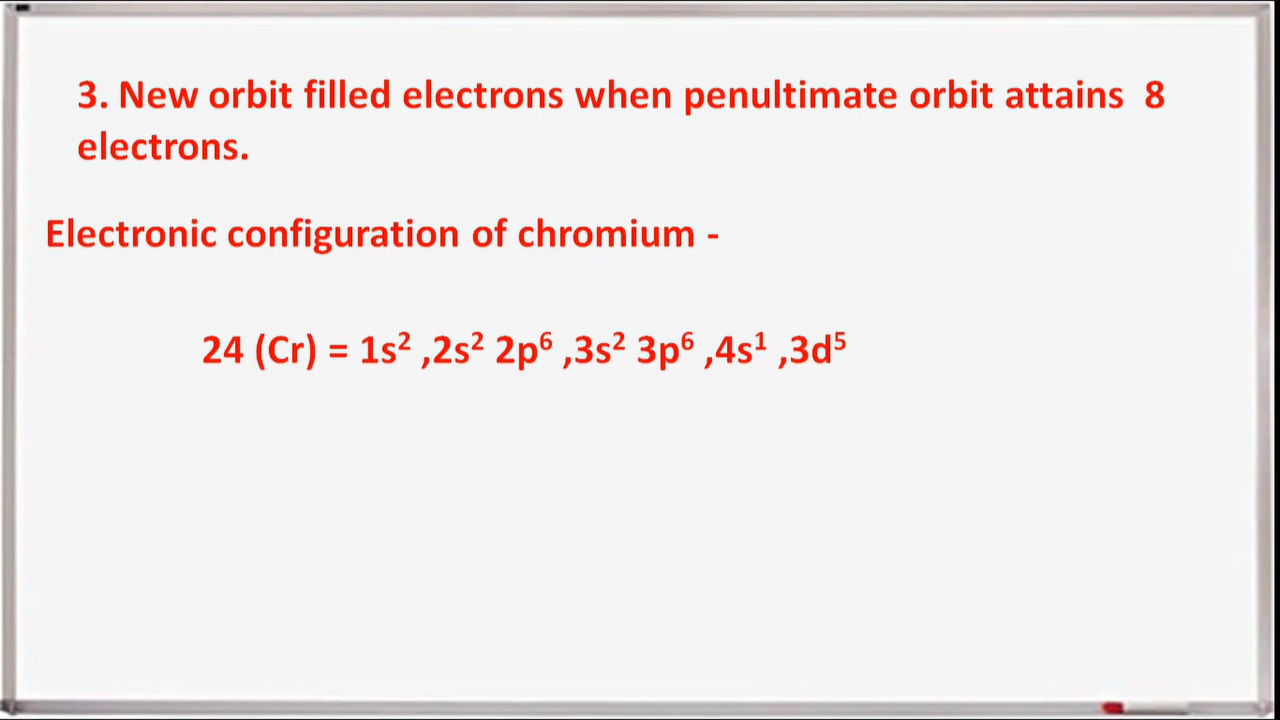 3. New orbit filled electrons when penultimate orbit attains  8
electrons.
Electronic configuration of chromium -
24 (Cr) = 1s² ,2s² 2p⁶ ,3s² 3p⁶ ,4s¹ ,3d⁵